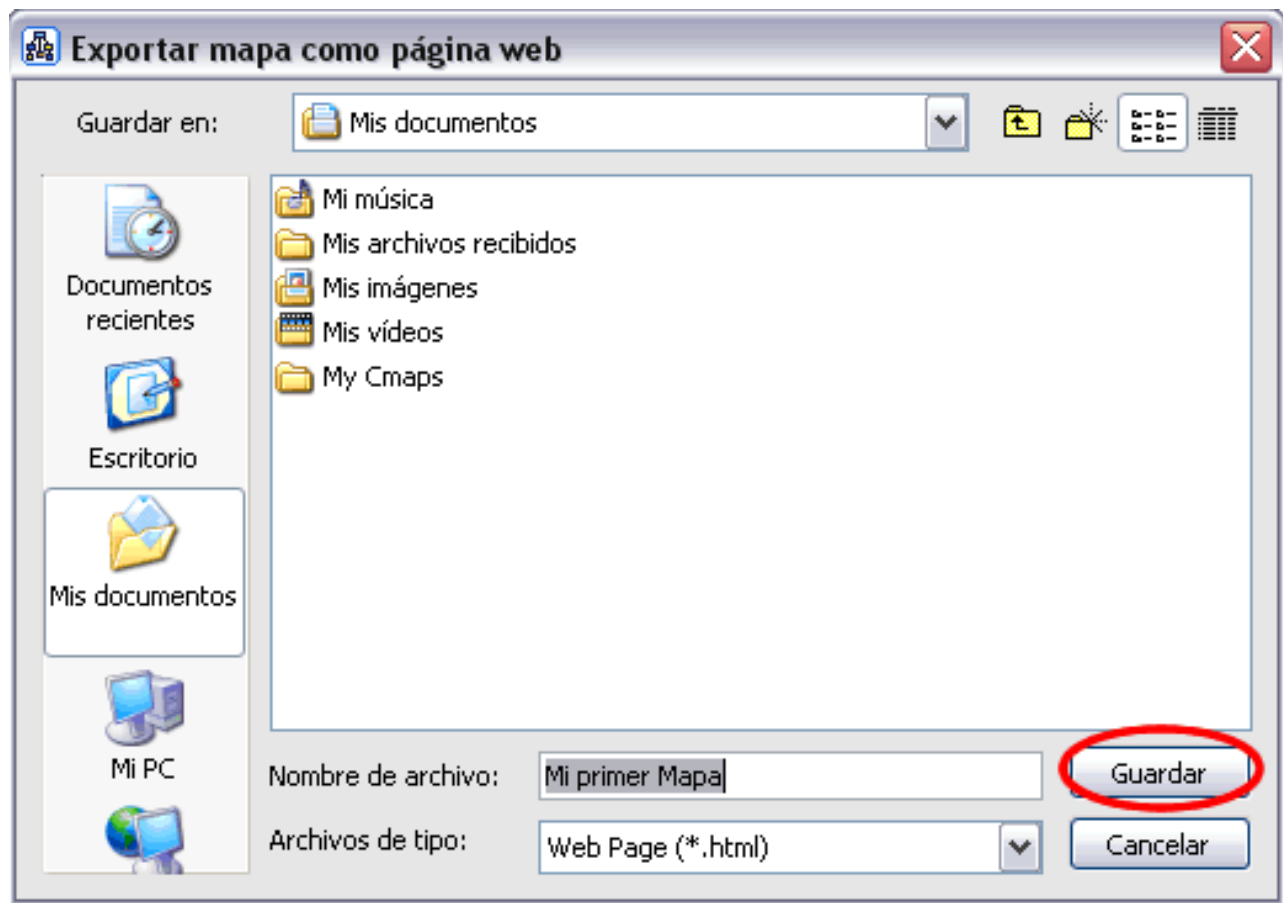 Exportar mapa como página web
Guardar en:
Mis documentos
Mi música
Mis archivos recibidos
Mis imágenes
Mis vídeos
My Cmaps
Documentos
recientes
Escritorio
Mis documentos
Mi PC
Nombre de archivo:
Mi primer Mapa
Guardar
Archivos de tipo:
Web Page (*.html)
Cancelar